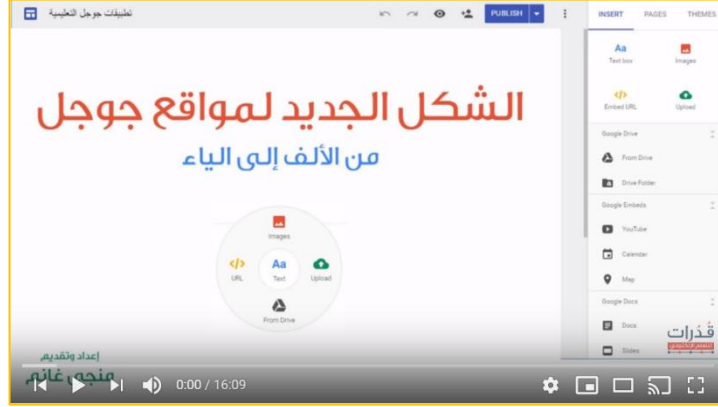 تطبيقات جوجل التعليمية
PUBLISH
INSERT PAGES THEMES
Aa
Text box
Images
Embed URL
Upload
الشكل الجديد لمواقع جوجل
من الألف إلى الياء
Images
URL
Aa
Text
Upload
From Drive
Google Drive
From Drive
Drive Folder
Google Embeds
YouTube
Calendar
Map
Google Docs
Docs
Slides
قُدُرات
إعداد وتقديم
منجي غانم
0:00 / 16:09